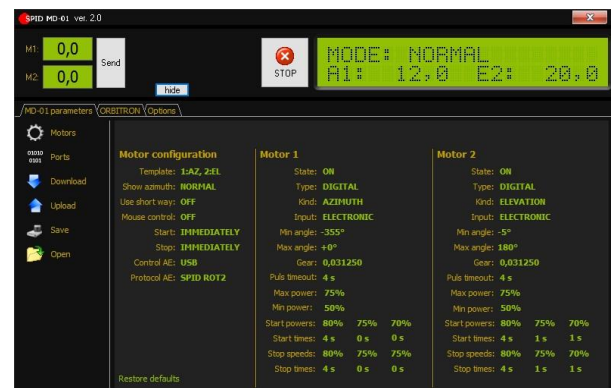 SPID MD-01 ver. 2.0
M1: 0,0
M2: 0,0
Send
hide
STOP
MODE: NORMAL
A1: 12,0 E2: 20,0
MD-01 parameters ORBITRON Options
Motors
01010
0101
Ports
Download
Upload
Save
Open
Motor configuration
Template: 1:AZ, 2:EL
Show azimuth: NORMAL
Use short way: OFF
Mouse control: OFF
Start: IMMEDIATELY
Stop: IMMEDIATELY
Control AE: USB
Protocol AE: SPID ROT2
Restore defaults
Motor 1
State: ON
Type: DIGITAL
Kind: AZIMUTH
Input: ELECTRONIC
Min angle: -355°
Max angle: +0°
Gear: 0,031250
Puls timeout: 4 s
Max power: 75%
Min power: 50%
Start powers: 80% 75% 70%
Start times: 4 s 0 s 0 s
Stop speeds: 80% 75% 75%
Stop times: 4 s 0 s 0 s
Motor 2
State: ON
Type: DIGITAL
Kind: ELEVATION
Input: ELECTRONIC
Min angle: -5°
Max angle: 180°
Gear: 0,031250
Puls timeout: 4 s
Max power: 75%
Min power: 50%
Start powers: 80% 75% 70%
Start times: 4 s 1 s 1 s
Stop speeds: 80% 75% 70%
Stop times: 4 s 1 s 1 s